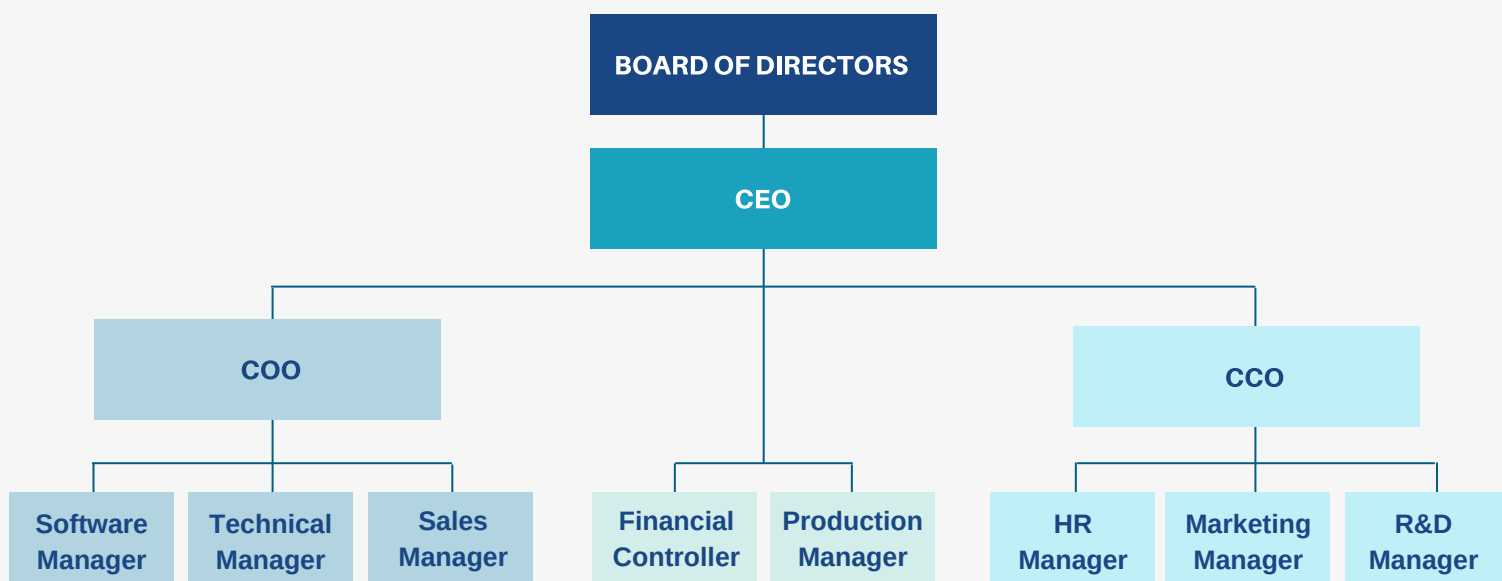 BOARD OF DIRECTORS
CEO
COO
CCO
Software
Manager
Technical
Manager
Sales
Manager
Financial
Controller
Production
Manager
HR
Manager
Marketing
Manager
R&D
Manager